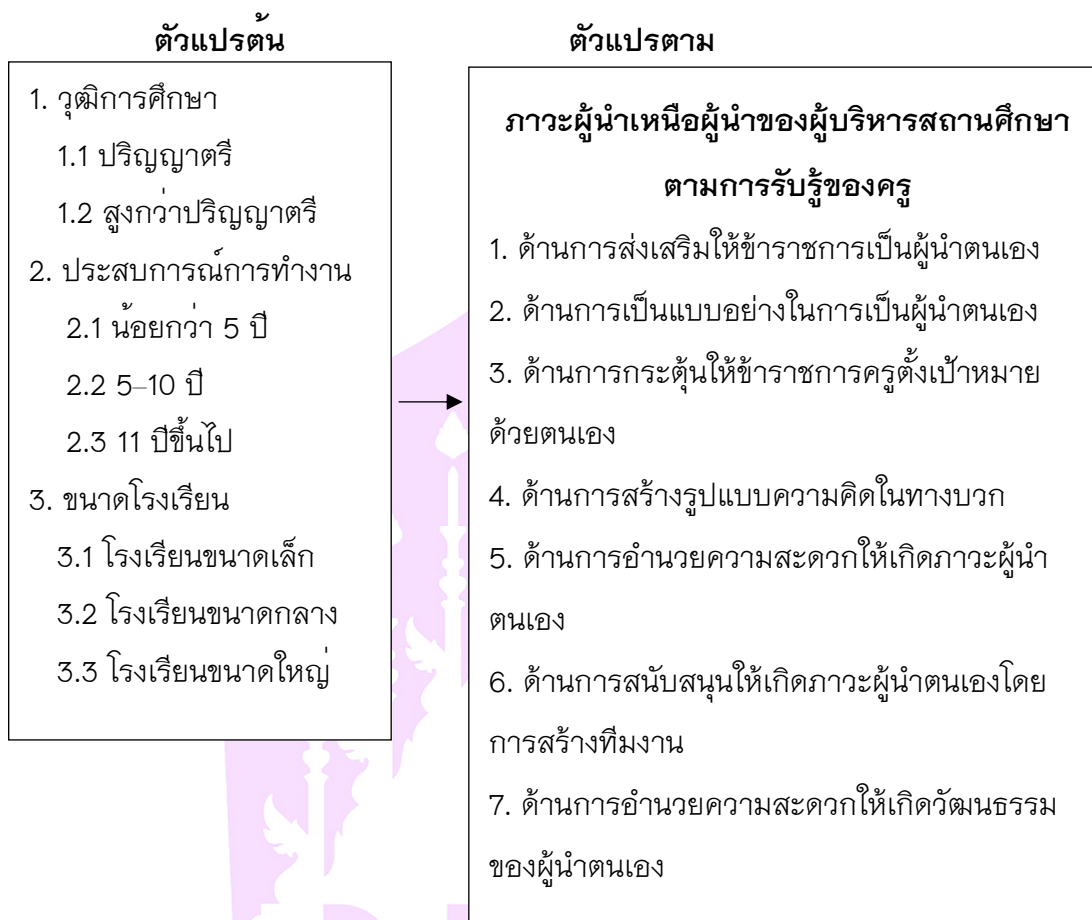 ตัวแปรต้น
1. วุฒิการศึกษา
1.1 ปริญญาตรี
1.2 สูงกว่าปริญญาตรี
2. ประสบการณ์การทำงาน
2.1 น้อยกว่า 5 ปี
2.2 5–10 ปี
2.3 11 ปีขึ้นไป
3. ขนาดโรงเรียน
3.1 โรงเรียนขนาดเล็ก
3.2 โรงเรียนขนาดกลาง
3.3 โรงเรียนขนาดใหญ่
ตัวแปรตาม
ภาวะผู้นำเหนือผู้นำของผู้บริหารสถานศึกษา
ตามการรับรู้ของครู
1. ด้านการส่งเสริมให้ข้าราชการเป็นผู้นำตนเอง
2. ด้านการเป็นแบบอย่างในการเป็นผู้นำตนเอง
3. ด้านการกระตุ้นให้ข้าราชการครูตั้งเป้าหมาย
ด้วยตนเอง
4. ด้านการสร้างรูปแบบความคิดในทางบวก
5. ด้านการอำนวยความสะดวกให้เกิดภาวะผู้นำ
ตนเอง
6. ด้านการสนับสนุนให้เกิดภาวะผู้นำตนเองโดย
การสร้างทีมงาน
7. ด้านการอำนวยความสะดวกให้เกิดวัฒนธรรม
ของผู้นำตนเอง